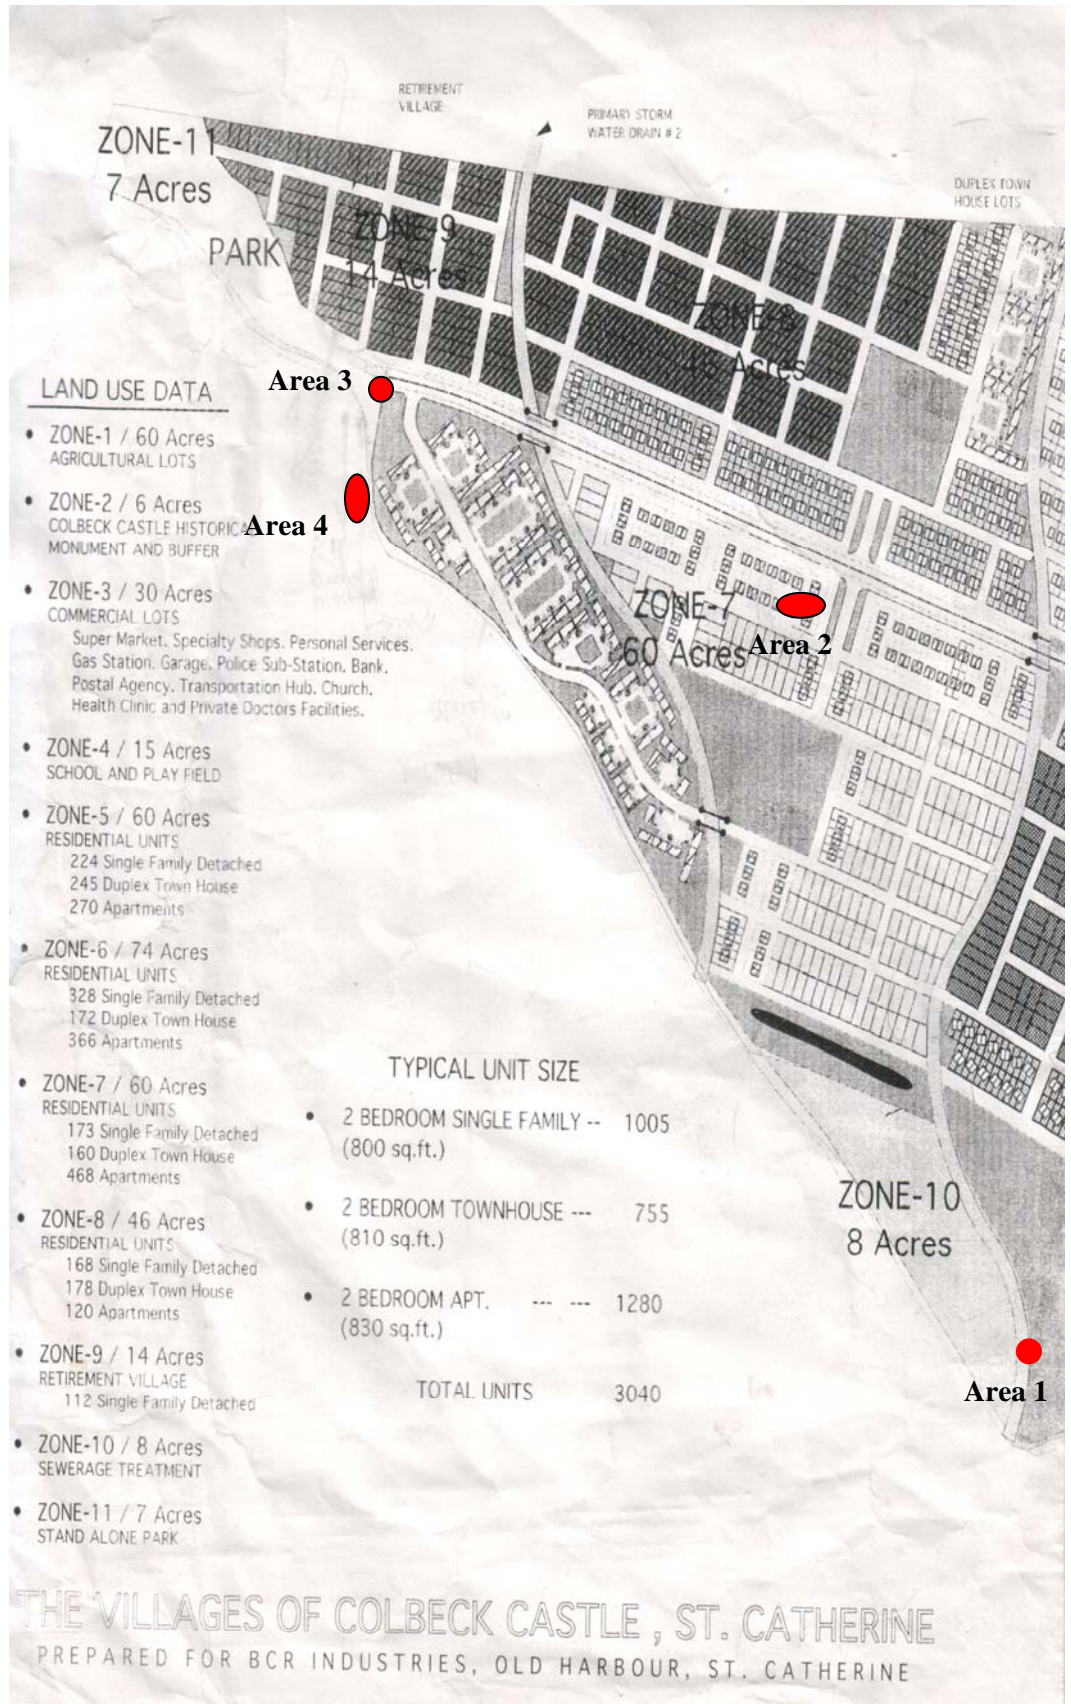 RETIREMENT
VILLAGE
PRIMARY STORM
WATER DRAIN # 2
DUPLEX TOWN
HOUSE LOTS
ZONE-11
7 Acres
PARK
ZONE-9
14 Acres
ZONE-8
Acres
Area 3
Area 4
ZONE-7
60 Acres
Area 2
LAND USE DATA
• ZONE-1 / 60 Acres
AGRICULTURAL LOTS
• ZONE-2 / 6 Acres
COLBECK CASTLE HISTORICA
MONUMENT AND BUFFER
• ZONE-3 / 30 Acres
COMMERCIAL LOTS
Super Market. Specialty Shops. Personal Services.
Gas Station. Garage. Police Sub-Station. Bank.
Postal Agency. Transportation Hub. Church.
Health Clinic and Private Doctors Facilities.
• ZONE-4 / 15 Acres
SCHOOL AND PLAY FIELD
• ZONE-5 / 60 Acres
RESIDENTIAL UNITS
224 Single Family Detached
245 Duplex Town House
270 Apartments
• ZONE-6 / 74 Acres
RESIDENTIAL UNITS
328 Single Family Detached
172 Duplex Town House
366 Apartments
• ZONE-7 / 60 Acres
RESIDENTIAL UNITS
173 Single Family Detached
160 Duplex Town House
468 Apartments
• ZONE-8 / 46 Acres
RESIDENTIAL UNITS
168 Single Family Detached
178 Duplex Town House
120 Apartments
• ZONE-9 / 14 Acres
RETIREMENT VILLAGE
112 Single Family Detached
• ZONE-10 / 8 Acres
SEWERAGE TREATMENT
• ZONE-11 / 7 Acres
STAND ALONE PARK
TYPICAL UNIT SIZE
• 2 BEDROOM SINGLE FAMILY -- 1005
(800 sq.ft.)
• 2 BEDROOM TOWNHOUSE --- 755
(810 sq.ft.)
• 2 BEDROOM APT. --- --- 1280
(830 sq.ft.)
TOTAL UNITS 3040
ZONE-10
8 Acres
Area 1
THE VILLAGES OF COLBECK CASTLE , ST. CATHERINE
PREPARED FOR BCR INDUSTRIES, OLD HARBOUR, ST. CATHERINE